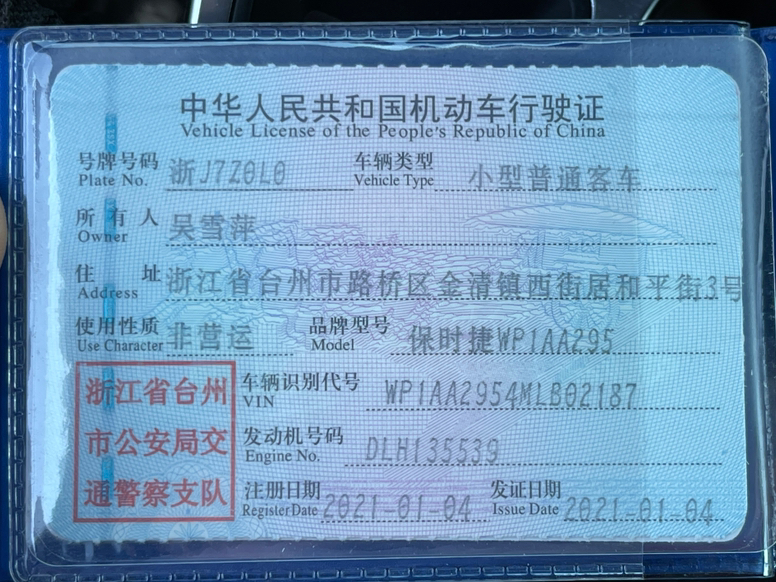 中华人民共和国机动车行驶证
Vehicle License of the People's Republic of China
号牌号码 浙J7Z0L0 车辆类型 小型普通客车
Plate No. Vehicle Type
所有人 吴雪萍
Owner
住址 浙江省台州市路桥区金清镇西街居和平街3号
Address
使用性质 非营运 品牌型号 保时捷WP1AA295
Use Character Model
浙江省台州
市公安局交
通警察支队
车辆识别代号 WP1AA2954MLB02187
VIN
发动机号码 DLH135539
Engine No.
注册日期 2021-01-04 发证日期 2021-01-04
Register Date Issue Date